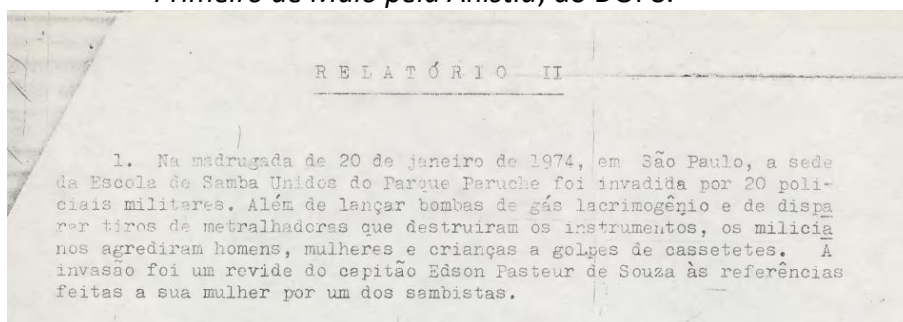 Primeiro de Maio pela Anistia, do DOPS.
R E L A T Ó R I O II
1. Na madrugada de 20 de janeiro de 1974, em São Paulo, a sede
da Escola de Samba Unidos do Parque Peruche foi invadida por 20 poli-
ciais militares. Além de lançar bombas de gás lacrimogênio e de dispa
rar tiros de metralhadoras que destruiram os instrumentos, os milicia
nos agrediram homens, mulheres e crianças a golpes de cassetetes. A
invasão foi um revide do capitão Edson Pasteur de Souza às referências
feitas a sua mulher por um dos sambistas.